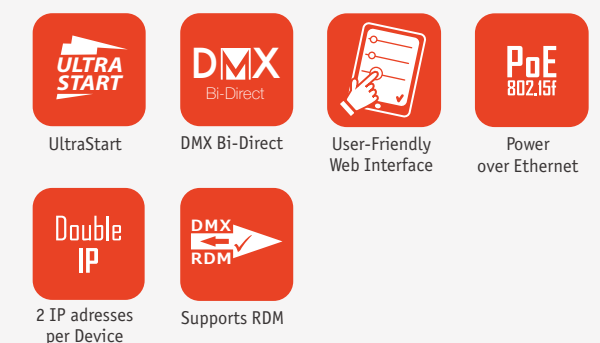 ULTRA
START
UltraStart
DMX
Bi-Direct
DMX Bi-Direct
User-Friendly
Web Interface
PoE
802.15f
Power
over Ethernet
Double
IP
2 IP adresses
per Device
DMX
RDM
Supports RDM